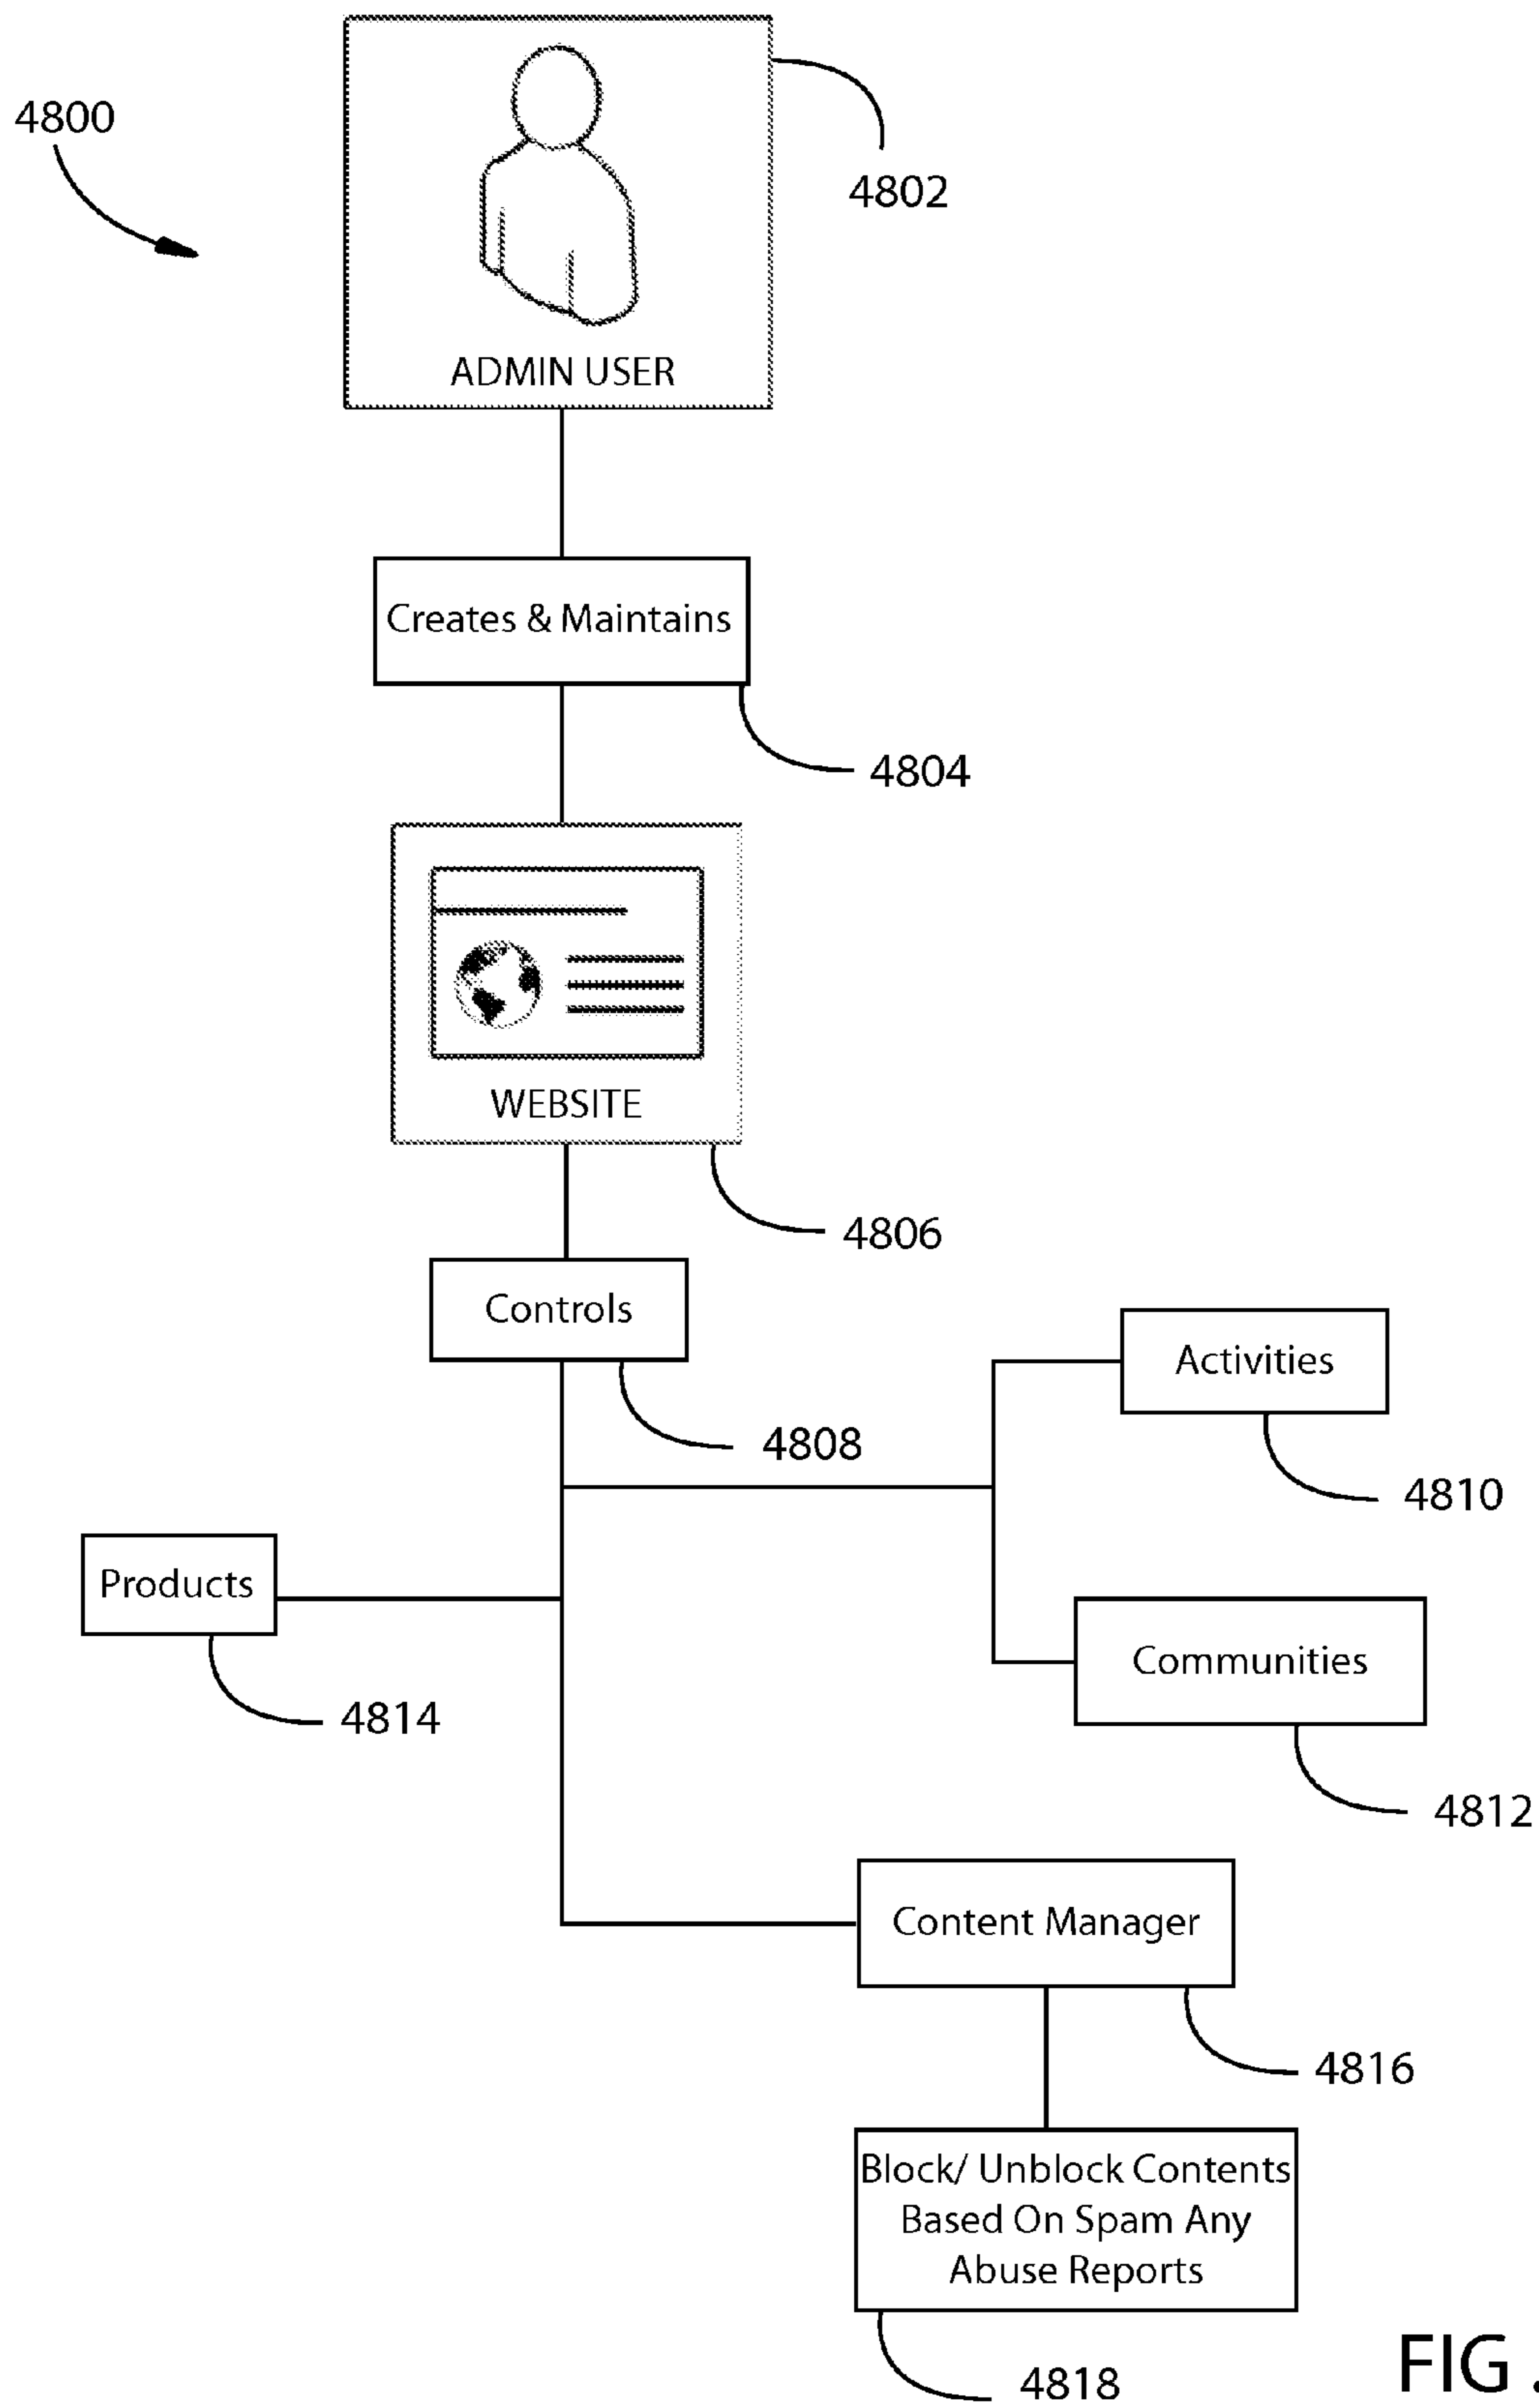 4800
4802
ADMIN USER
Creates & Maintains
4804
WEBSITE
4806
Controls
4808
Activities
4810
Products
4814
Communities
4812
Content Manager
4816
Block/ Unblock Contents
Based On Spam Any
Abuse Reports
4818
FIG.